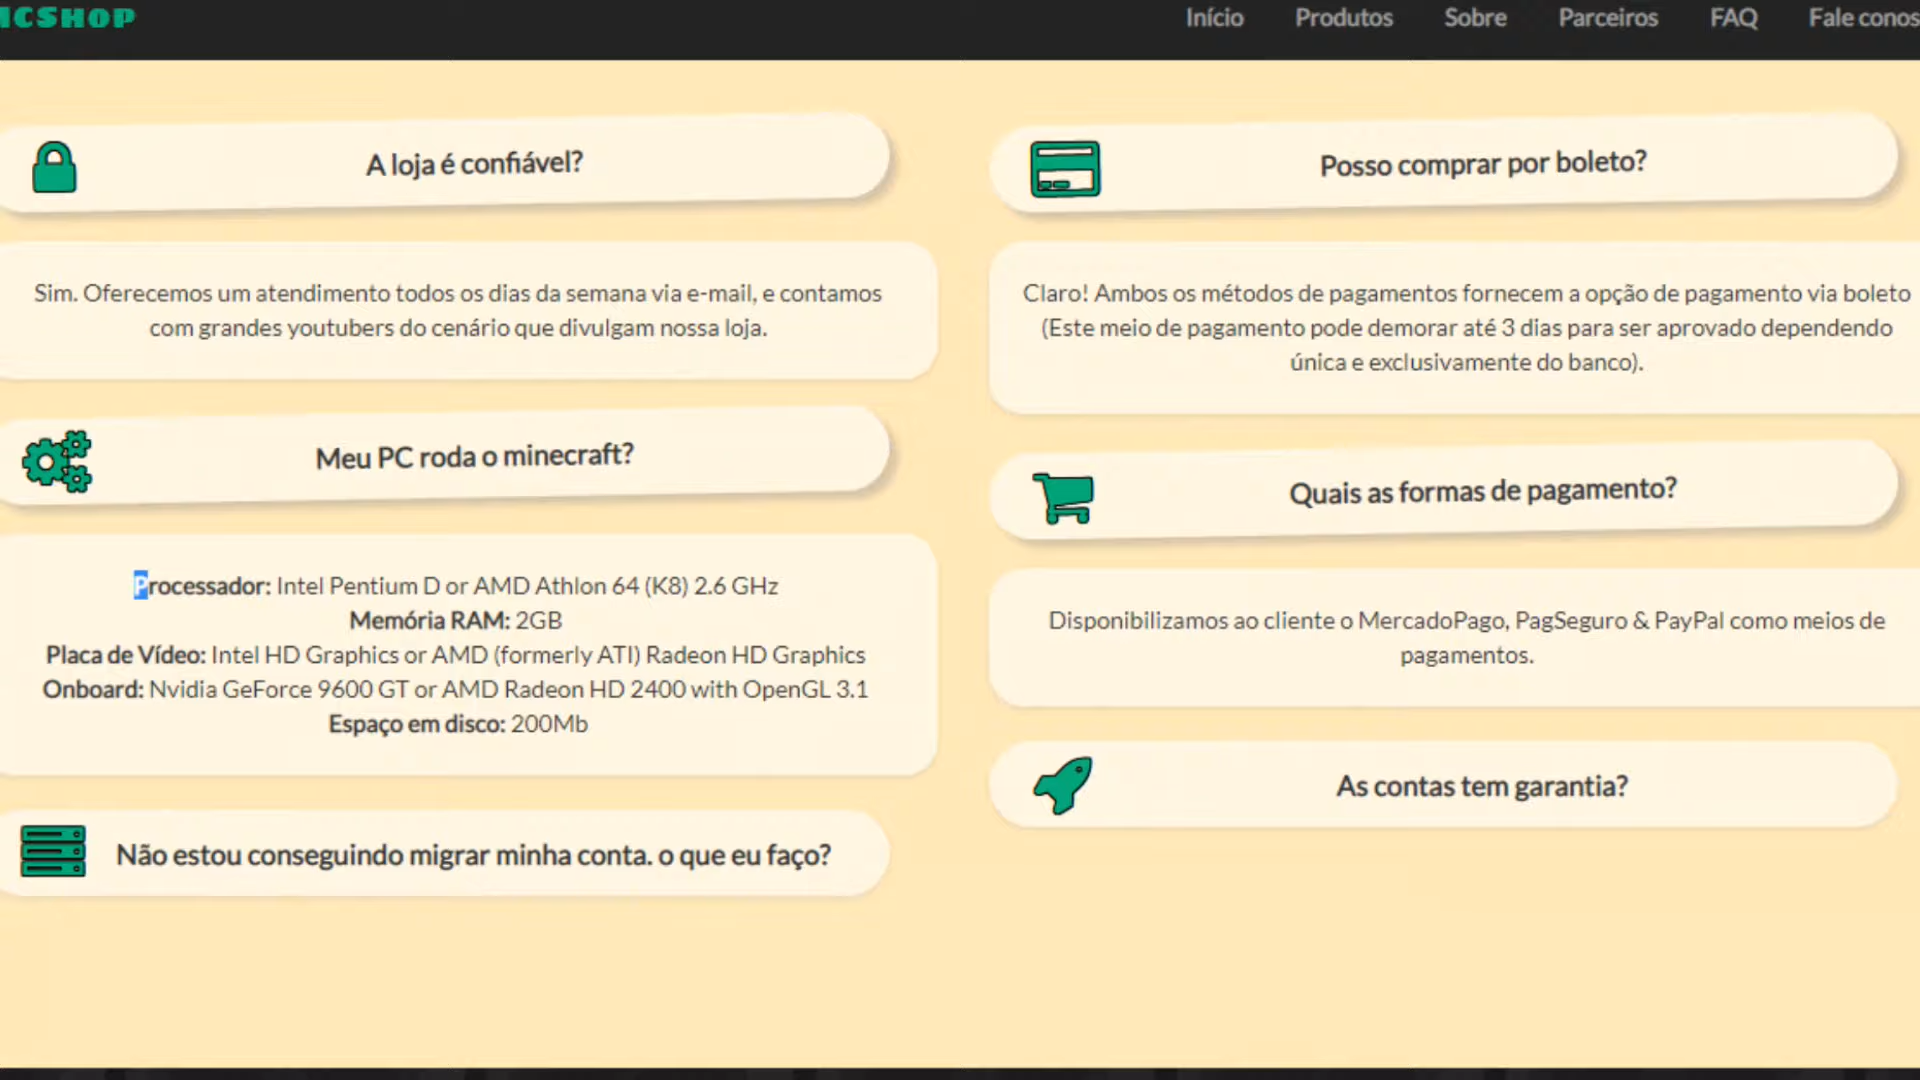 MCSHOP
Início Produtos Sobre Parceiros FAQ Fale
A loja é confiável?
Sim. Oferecemos um atendimento todos os dias da semana via e-mail, e contamos
com grandes youtubers do cenário que divulgam nossa loja.
Meu PC roda o minecraft?
Processador: Intel Pentium D or AMD Athlon 64 (K8) 2.6 GHz
Memória RAM: 2GB
Placa de Vídeo: Intel HD Graphics or AMD (formerly ATI) Radeon HD Graphics
Onboard: Nvidia GeForce 9600 GT or AMD Radeon HD 2400 with OpenGL 3.1
Espaço em disco: 200Mb
Não estou conseguindo migrar minha conta. o que eu faço?
Posso comprar por boleto?
Claro! Ambos os métodos de pagamentos fornecem a opção de pagamento via boleto
(Este meio de pagamento pode demorar até 3 dias para ser aprovado dependendo
única e exclusivamente do banco).
Quais as formas de pagamento?
Disponibilizamos ao cliente o MercadoPago, PagSeguro & PayPal como meios de
pagamentos.
As contas tem garantia?